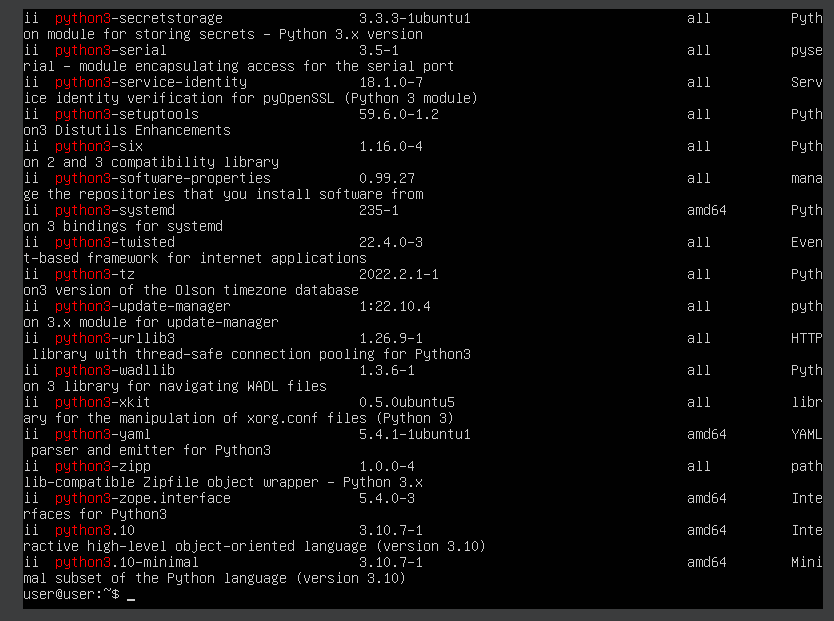 ii  python3-secretstorage                 3.3.3-1ubuntu1                           all          Pyth
on module for storing secrets - Python 3.x version
ii  python3-serial                        3.5-1                                    all          pyse
rial - module encapsulating access for the serial port
ii  python3-service-identity              18.1.0-7                                 all          Serv
ice identity verification for pyOpenSSL (Python 3 module)
ii  python3-setuptools                    59.6.0-1.2                               all          Pyth
on3 Distutils Enhancements
ii  python3-six                           1.16.0-4                                 all          Pyth
on 2 and 3 compatibility library
ii  python3-software-properties           0.99.27                                  all          mana
ge the repositories that you install software from
ii  python3-systemd                       235-1                                    amd64        Pyth
on 3 bindings for systemd
ii  python3-twisted                       22.4.0-3                                 all          Even
t-based framework for internet applications
ii  python3-tz                            2022.2.1-1                               all          Pyth
on3 version of the Olson timezone database
ii  python3-update-manager                1:22.10.4                                all          pyth
on 3.x module for update-manager
ii  python3-urllib3                       1.26.9-1                                 all          HTTP
 library with thread-safe connection pooling for Python3
ii  python3-wadllib                       1.3.6-1                                  all          Pyth
on 3 library for navigating WADL files
ii  python3-xkit                          0.5.0ubuntu5                             all          libr
ary for the manipulation of xorg.conf files (Python 3)
ii  python3-yaml                          5.4.1-1ubuntu1                           amd64        YAML
 parser and emitter for Python3
ii  python3-zipp                          1.0.0-4                                  all          path
lib-compatible Zipfile object wrapper - Python 3.x
ii  python3-zope.interface                5.4.0-3                                  amd64        Inte
rfaces for Python3
ii  python3.10                            3.10.7-1                                 amd64        Inte
ractive high-level object-oriented language (version 3.10)
ii  python3.10-minimal                    3.10.7-1                                 amd64        Mini
mal subset of the Python language (version 3.10)
user@user:~$ _